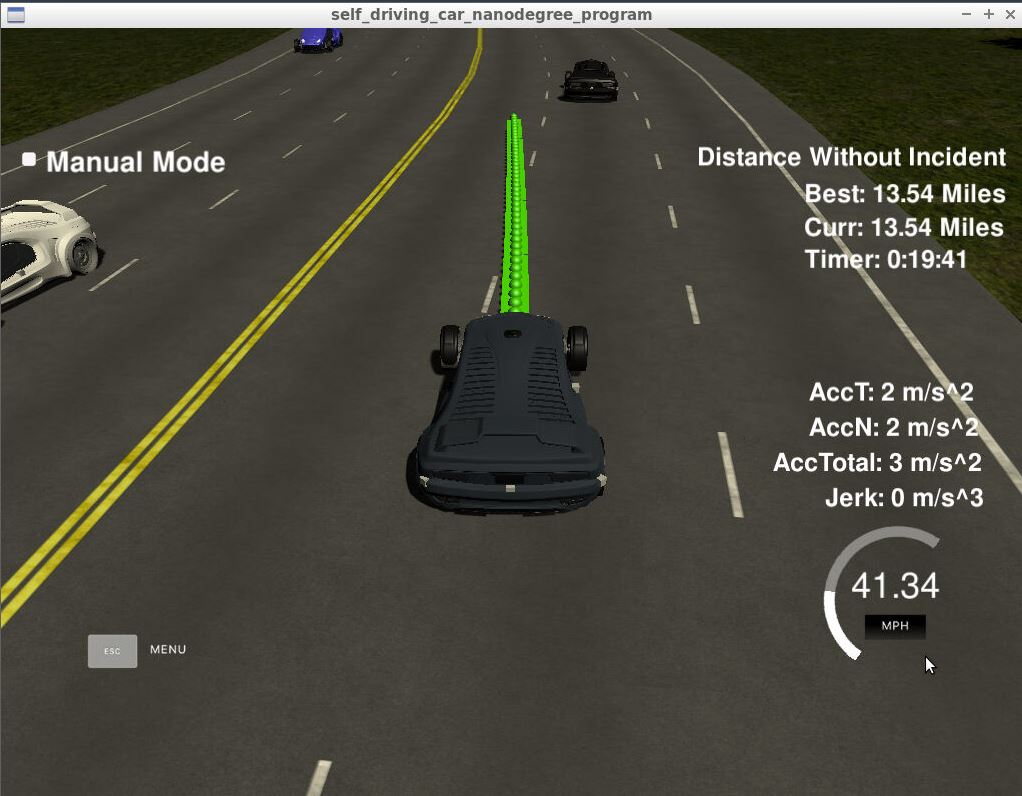 self_driving_car_nanodegree_program
Manual Mode
Distance Without Incident
Best: 13.54 Miles
Curr: 13.54 Miles
Timer: 0:19:41
AccT: 2 m/s^2
AccN: 2 m/s^2
AccTotal: 3 m/s^2
Jerk: 0 m/s^3
41.34
MPH
ESC MENU